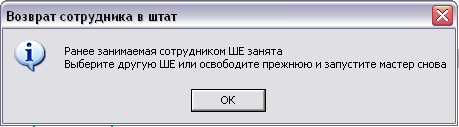 Возврат сотрудника в штат
Ранее занимаемая сотрудником ШЕ занята
Выберите другую ШЕ или освободите прежнюю и запустите мастер снова
OK